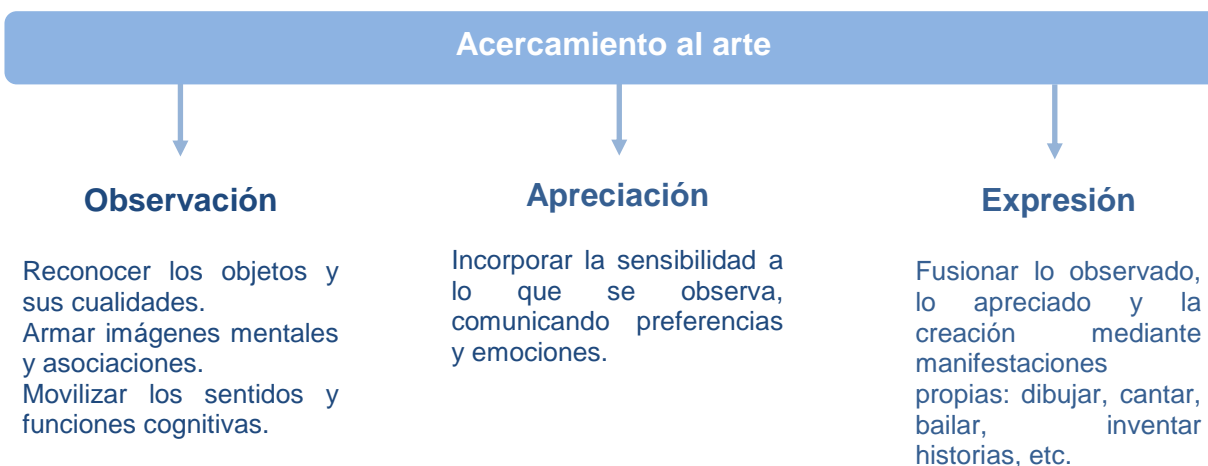 Acercamiento al arte
Observación
Reconocer los objetos y
sus cualidades.
Armar imágenes mentales
y asociaciones.
Movilizar los sentidos y
funciones cognitivas.
Apreciación
Incorporar la sensibilidad a
lo que se observa,
comunicando preferencias
y emociones.
Expresión
Fusionar lo observado,
lo apreciado y la
creación mediante
manifestaciones
propias: dibujar, cantar,
bailar, inventar
historias, etc.